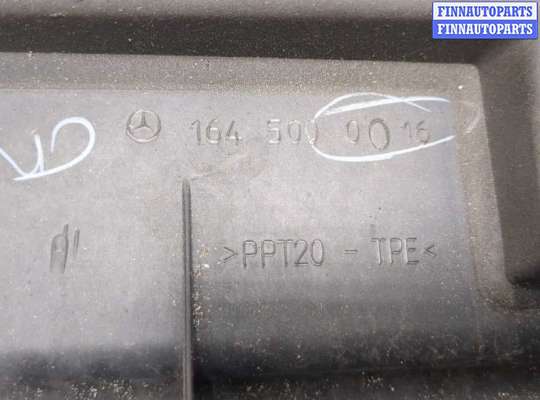 FINNAUTOPARTS
FINNAUTOPARTS
164 500 00 16
>PPT20 - TPE<